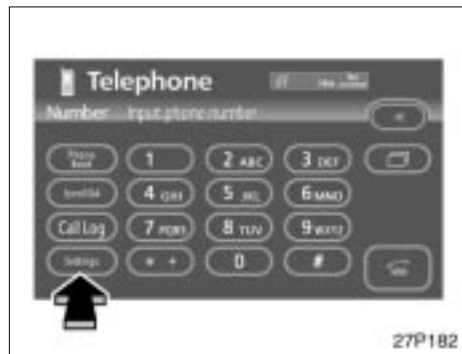 Telephone
Number Input phone number
Phone Book 1 2 ABC 3 DEF
Speed Dial 4 GHI 5 JKL 6 MNO
Call Log 7 PQRS 8 TUV 9 WXYZ
Settings * + 0 #
27P182